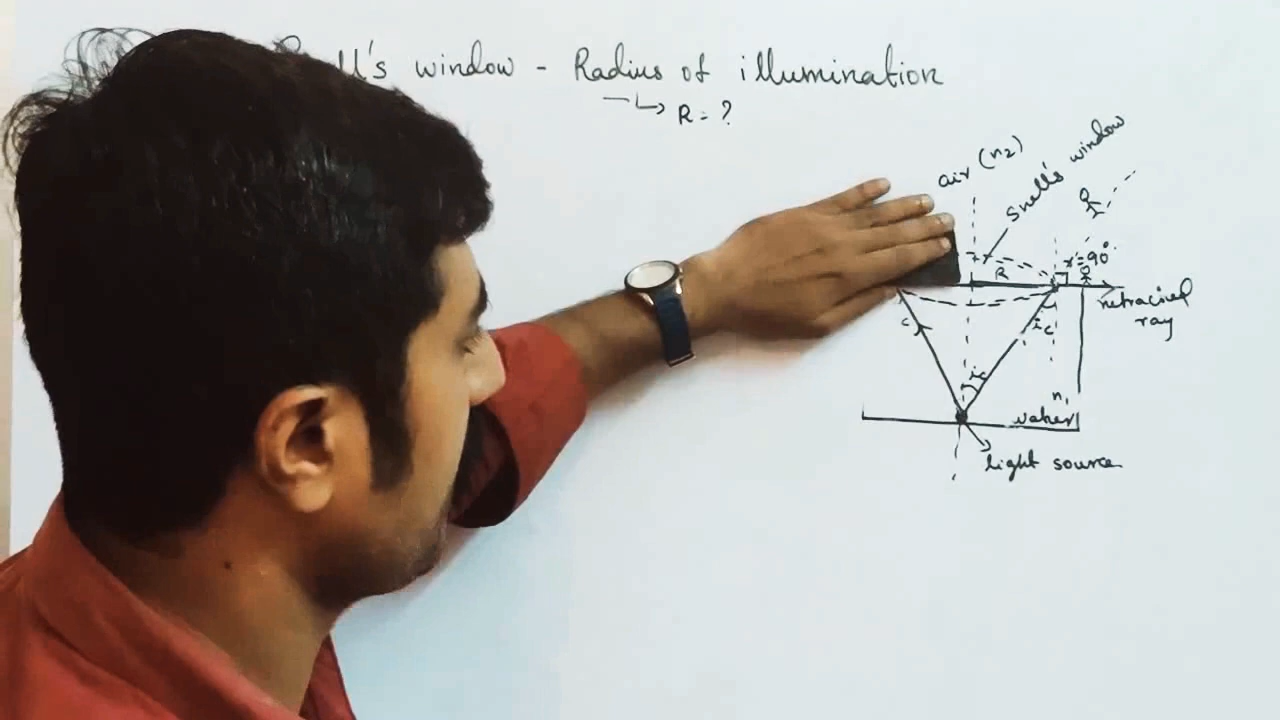 ll's window - Radius of illumination
R = ?
air (n2)
Snell's window
r=90°
R
refracted
ray
c
ic
ic
n1
water
light source